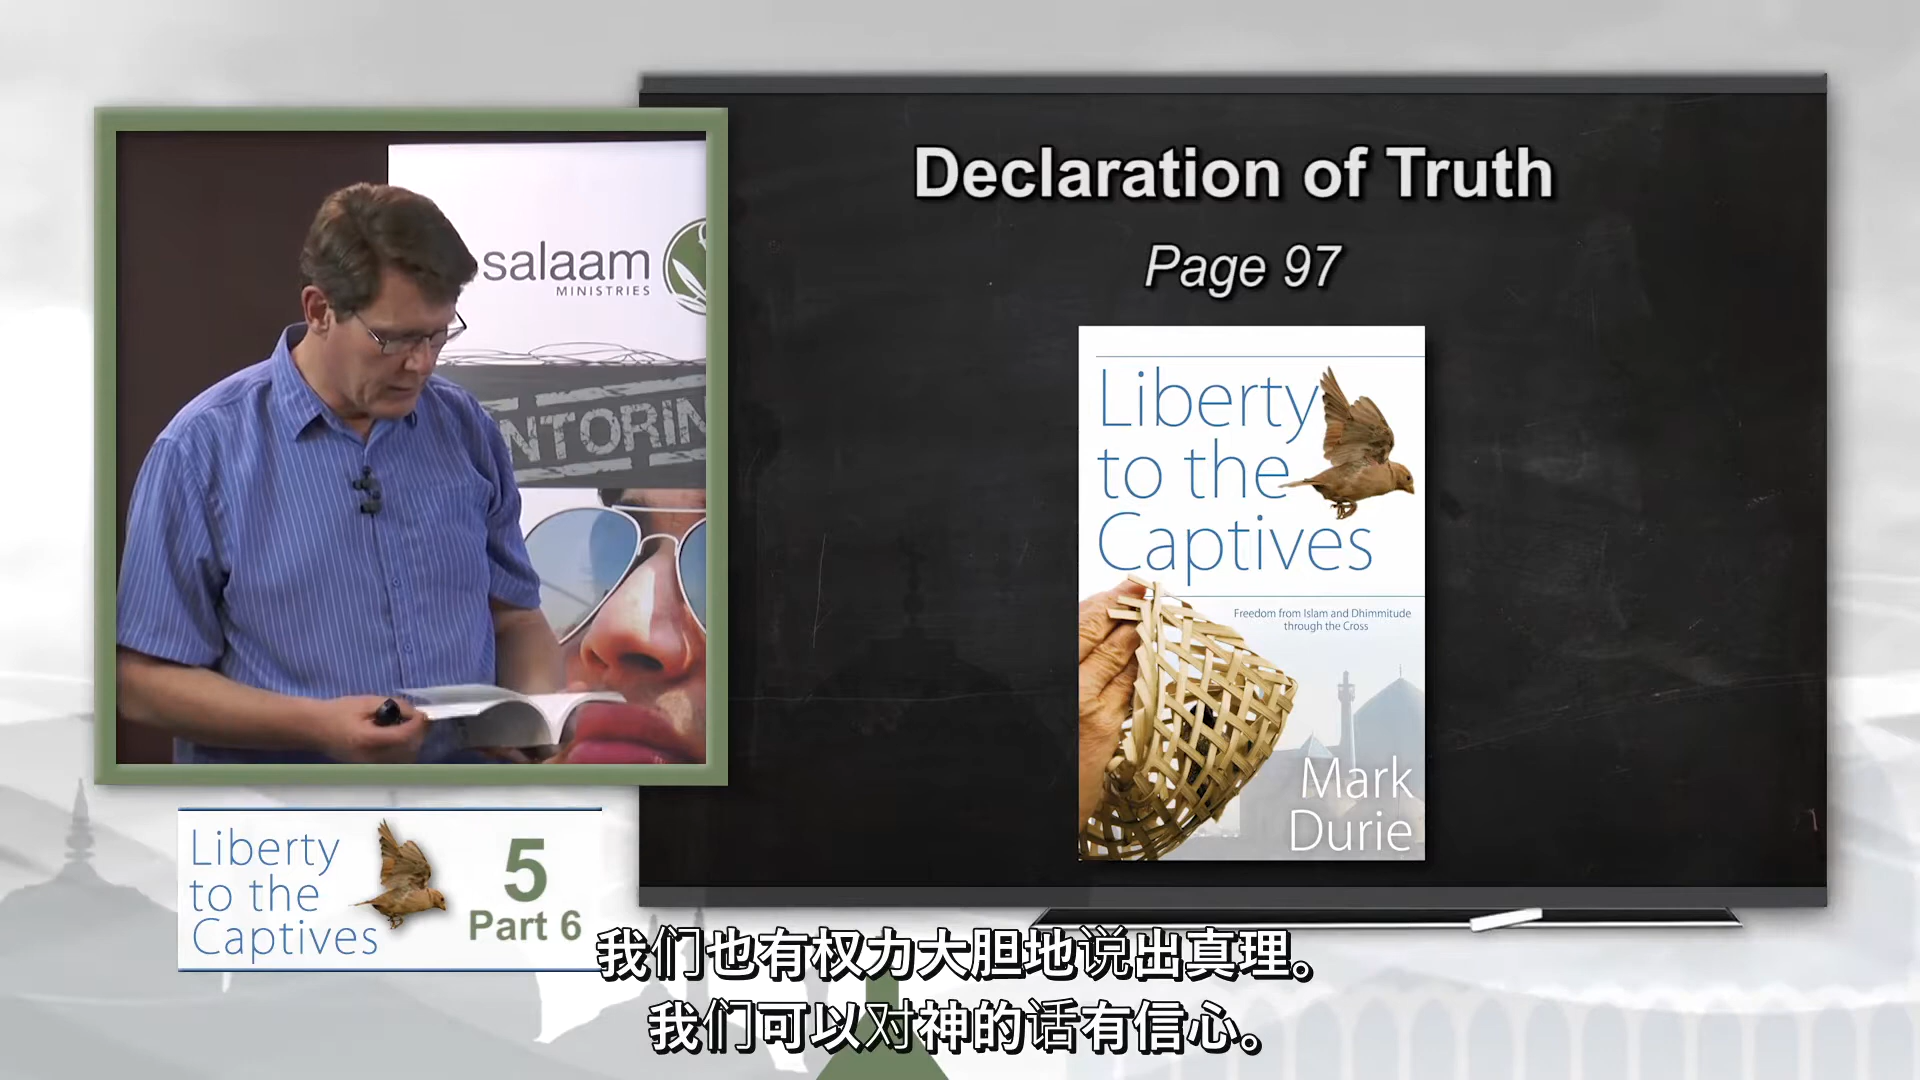 Declaration of Truth
Page 97
salaam
MINISTRIES
NTORIN
Liberty
to the
Captives
Freedom from Islam and Dhimmitude
through the Cross
Mark
Durie
Liberty
to the
Captives
5
Part 6
我们也有权力大胆地说出真理。
我们可以对神的话有信心。